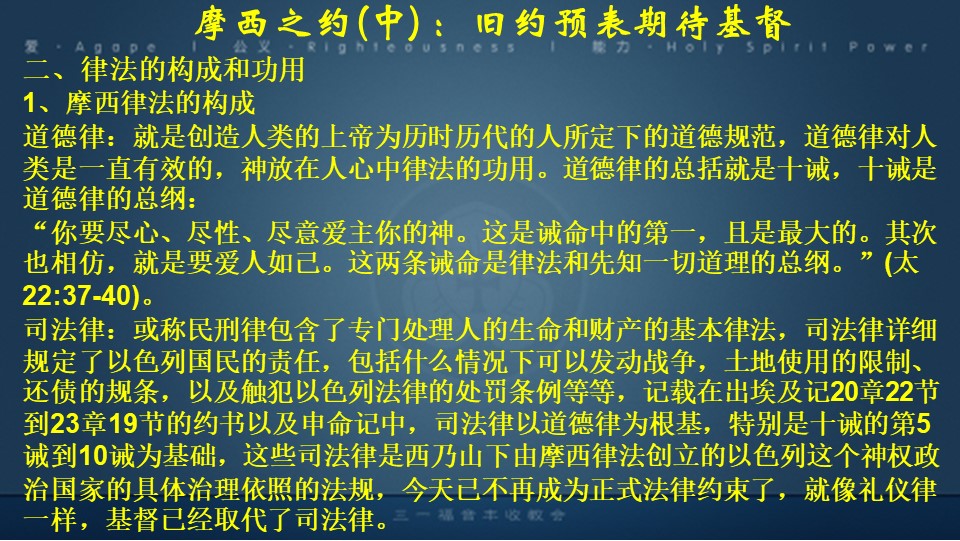 摩西之约(中)：旧约预表期待基督
爱·Agape | 公义·Righteousness | 能力·Holy Spirit Power
二、律法的构成和功用
1、摩西律法的构成
道德律：就是创造人类的上帝为历时历代的人所定下的道德规范，道德律对人
类是一直有效的，神放在人心中律法的功用。道德律的总括就是十诫，十诫是
道德律的总纲：
“你要尽心、尽性、尽意爱主你的神。这是诫命中的第一，且是最大的。其次
也相仿，就是要爱人如己。这两条诫命是律法和先知一切道理的总纲。”(太
22:37-40)。
司法律：或称民刑律包含了专门处理人的生命和财产的基本律法，司法律详细
规定了以色列国民的责任，包括什么情况下可以发动战争，土地使用的限制、
还债的规条，以及触犯以色列法律的处罚条例等等，记载在出埃及记20章22节
到23章19节的约书以及申命记中，司法律以道德律为根基，特别是十诫的第5
诫到10诫为基础，这些司法律是西乃山下由摩西律法创立的以色列这个神权政
治国家的具体治理依照的法规，今天已不再成为正式法律约束了，就像礼仪律
一样，基督已经取代了司法律。
三一福音丰收教会